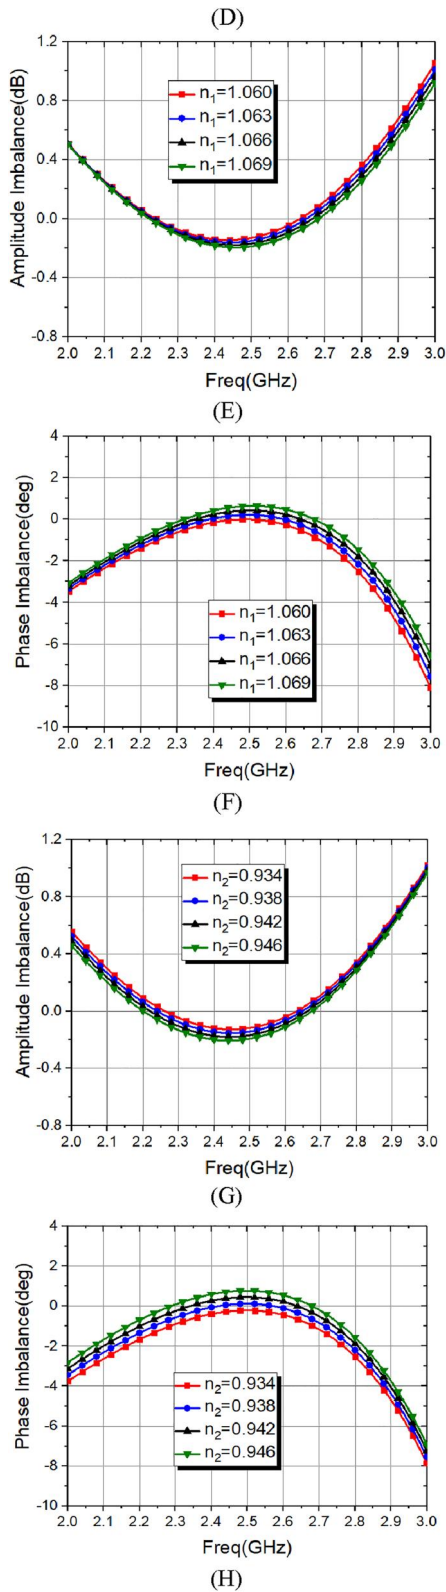 (D)
1.2
0.8
0.4
0.0
-0.4
-0.8
Amplitude Imbalance(dB)
n1=1.060
n1=1.063
n1=1.066
n1=1.069
2.0 2.1 2.2 2.3 2.4 2.5 2.6 2.7 2.8 2.9 3.0
Freq(GHz)
(E)
4
2
0
-2
-4
-6
-8
-10
Phase Imbalance(deg)
n1=1.060
n1=1.063
n1=1.066
n1=1.069
2.0 2.1 2.2 2.3 2.4 2.5 2.6 2.7 2.8 2.9 3.0
Freq(GHz)
(F)
1.2
0.8
0.4
0.0
-0.4
-0.8
Amplitude Imbalance(dB)
n2=0.934
n2=0.938
n2=0.942
n2=0.946
2.0 2.1 2.2 2.3 2.4 2.5 2.6 2.7 2.8 2.9 3.0
Freq(GHz)
(G)
4
2
0
-2
-4
-6
-8
-10
Phase Imbalance(deg)
n2=0.934
n2=0.938
n2=0.942
n2=0.946
2.0 2.1 2.2 2.3 2.4 2.5 2.6 2.7 2.8 2.9 3.0
Freq(GHz)
(H)